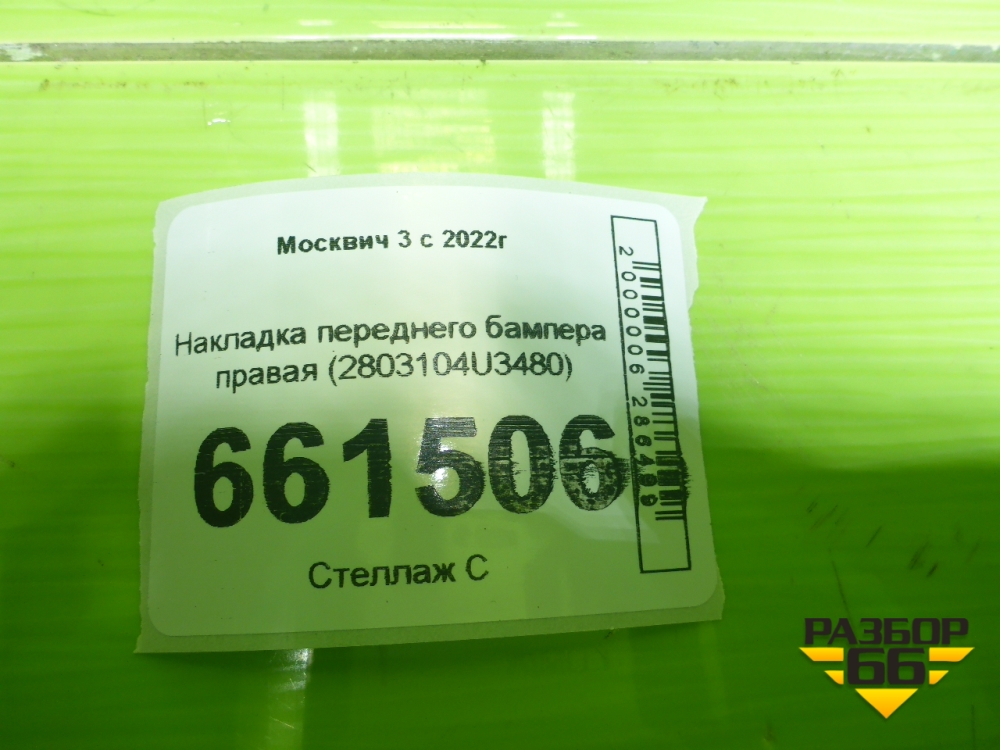 Москвич 3 с 2022г
Накладка переднего бампера
правая (2803104U3480)
661506
Стеллаж С
2000006286499
РАЗБОР
66